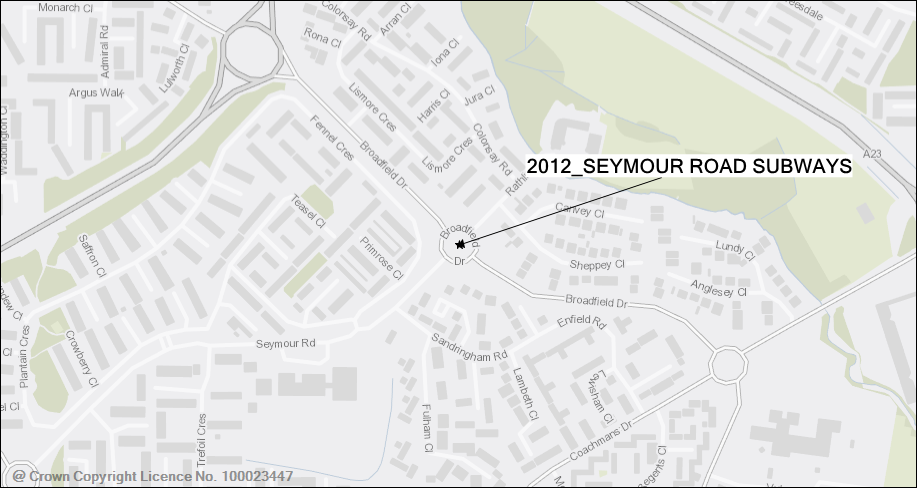 Monarch Cl
Admiral Rd
Lulworth Cl
Argus Walk
Colonsay Rd
Arran Cl
Rona Cl
Iona Cl
Lismore Cres
Harris Cl
Jura Cl
Colonsay Rd
Lismore Cres
Fennel Cres
Broadfield Dr
A23
2012_SEYMOUR ROAD SUBWAYS
Canvey Cl
Teasel Cl
Broadfield
Dr
Primrose Cl
Saffron Cl
Sheppey Cl
Lundy Cl
Anglesey Cl
Broadfield Dr
Enfield Rd
Plantain Cres
Crowberry Cl
Seymour Rd
Sandringham Rd
Lambeth Cl
Fulham Cl
Coachmans Dr
Trefoil Cres
Regents Cl
@ Crown Copyright Licence No. 100023447